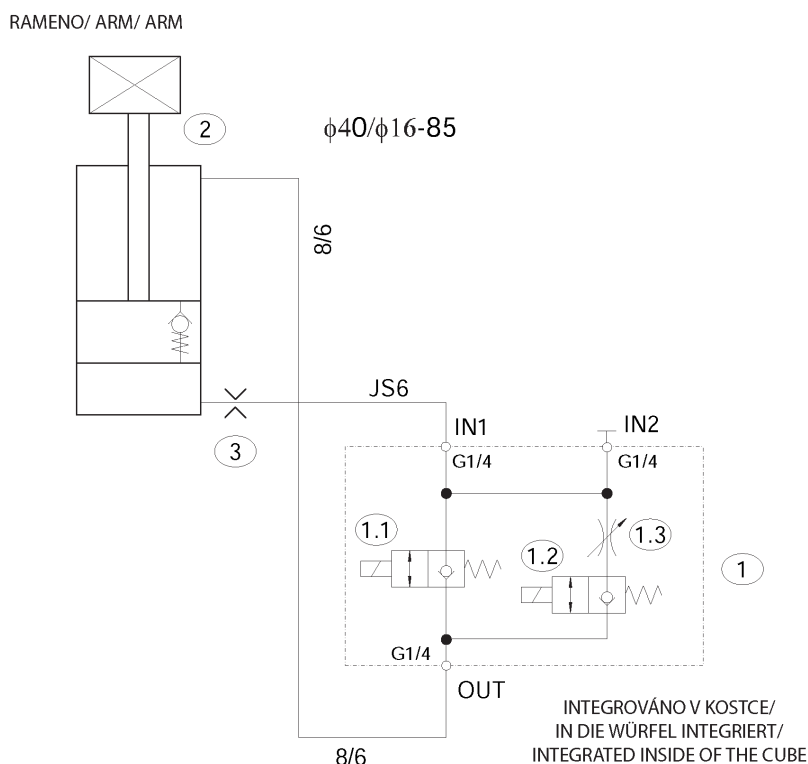 RAMENO/ ARM/ ARM
2
ϕ40/ϕ16-85
8/6
JS6
3
IN1
IN2
G1/4
G1/4
1.1
1.2
1.3
1
G1/4
OUT
8/6
INTEGROVÁNO V KOSTCE/
IN DIE WÜRFEL INTEGRIERT/
INTEGRATED INSIDE OF THE CUBE